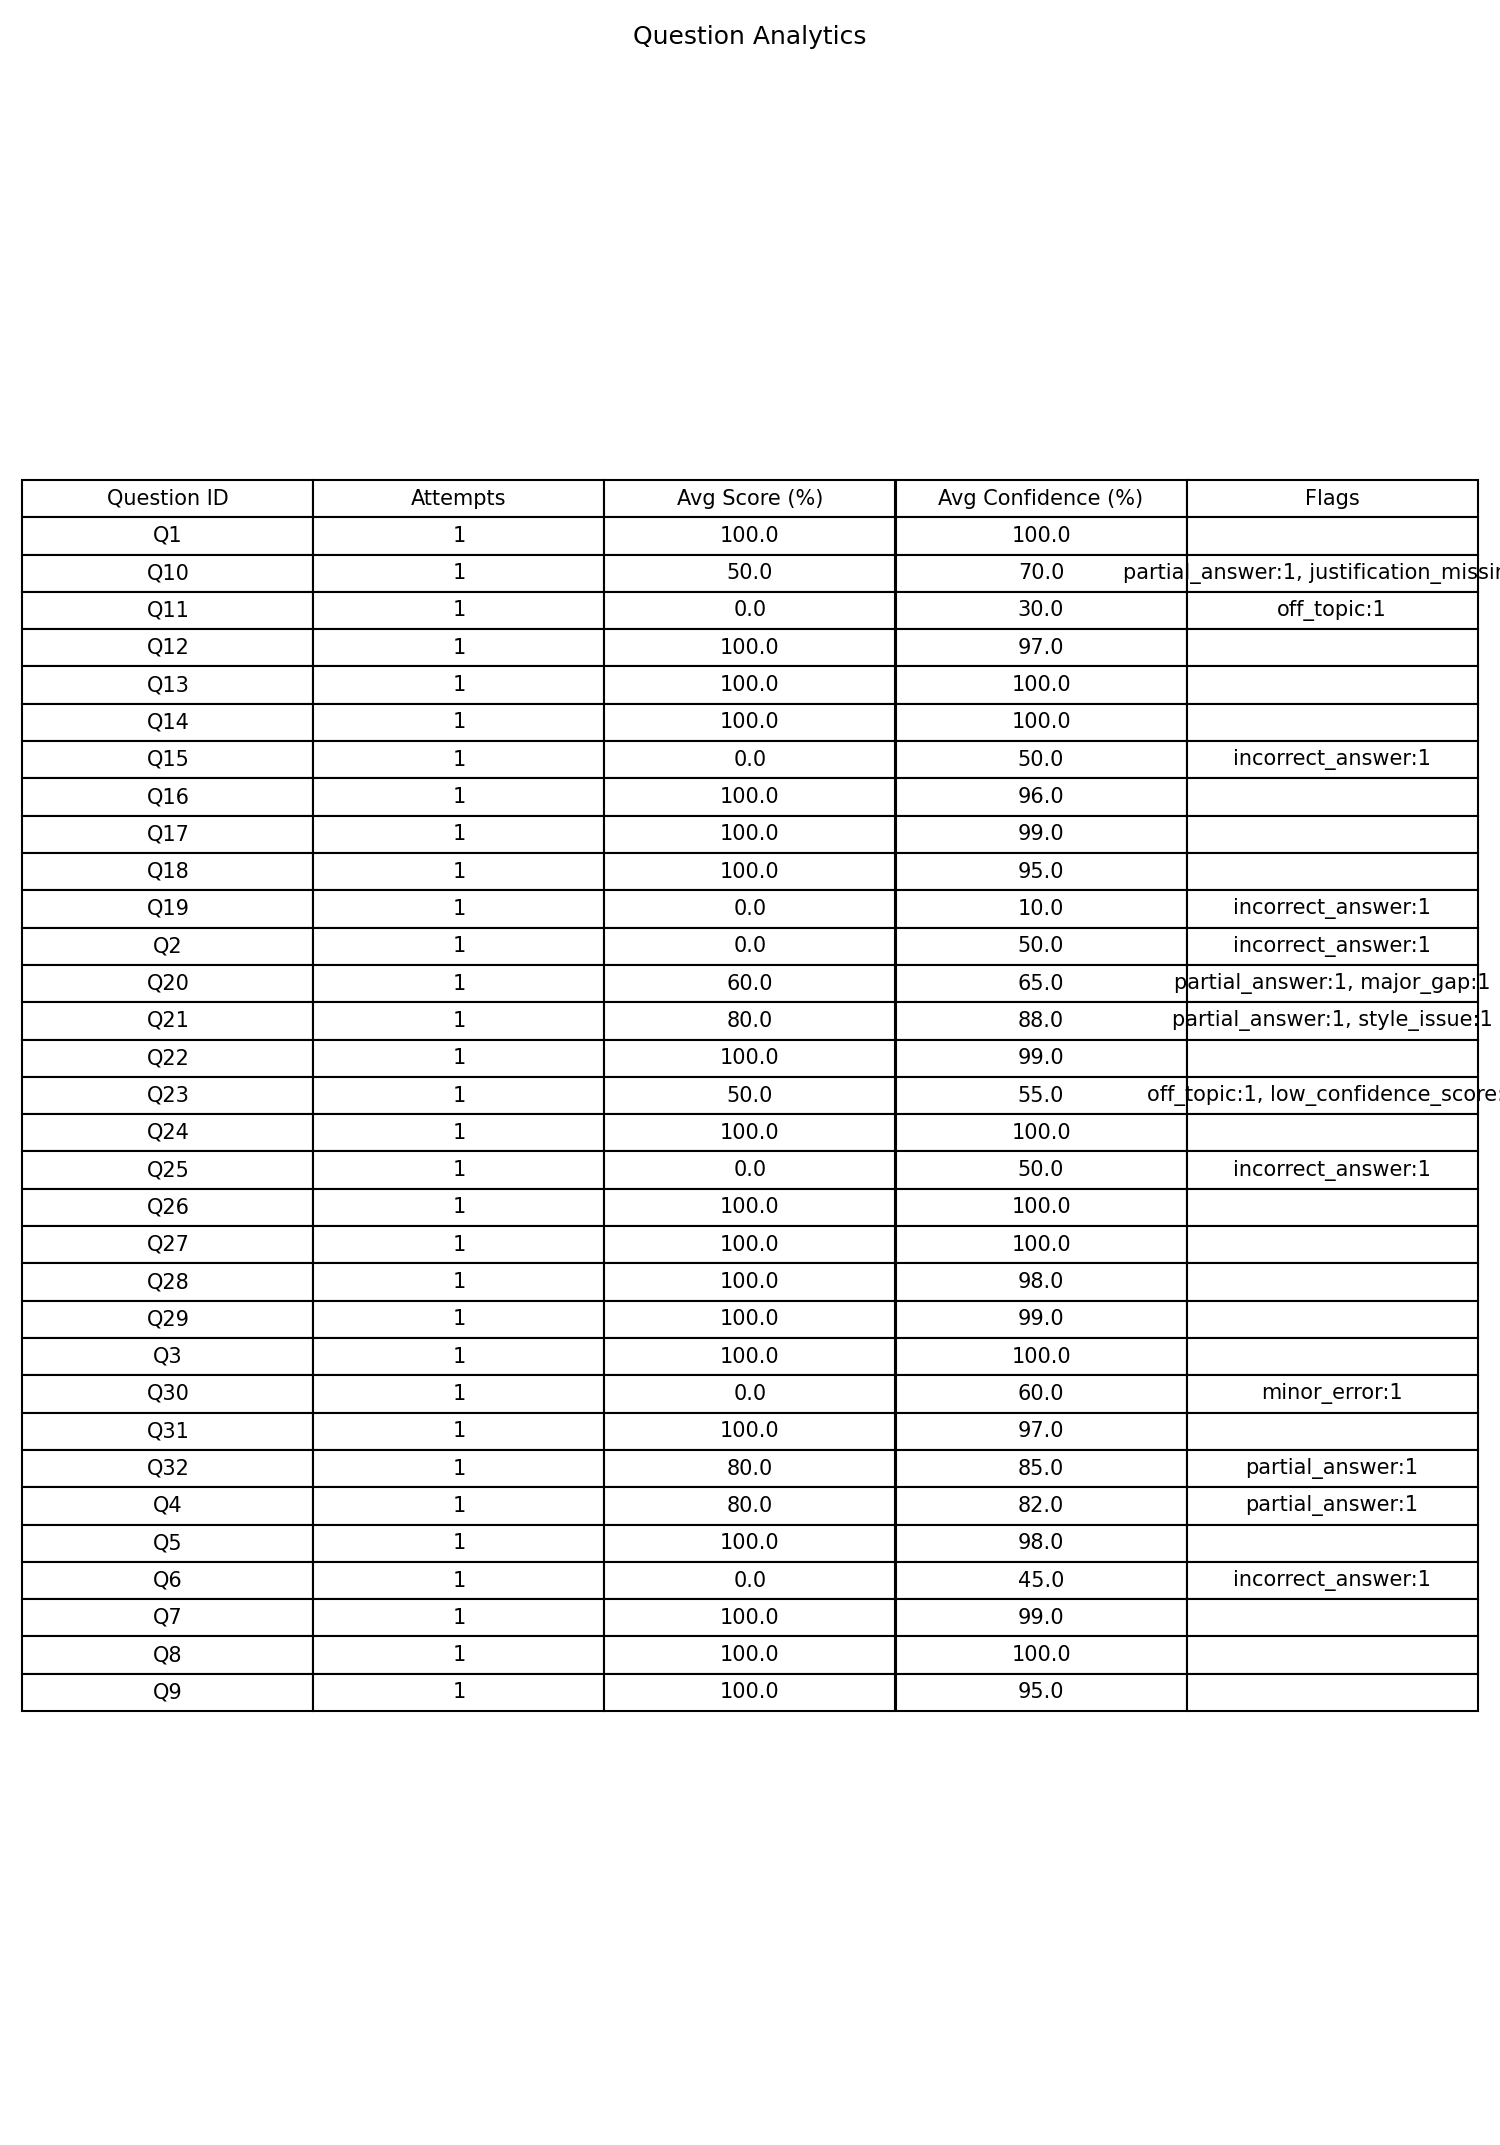 Question Analytics
Question ID Attempts Avg Score (%) Avg Confidence (%) Flags
Q1 1 100.0 100.0
Q10 1 50.0 70.0 partial_answer:1,
Q11 1 0.0 30.0 off_topic:1
Q12 1 100.0 97.0
Q13 1 100.0 100.0
Q14 1 100.0 100.0
Q15 1 0.0 50.0 incorrect_answer:1
Q16 1 100.0 96.0
Q17 1 100.0 99.0
Q18 1 100.0 95.0
Q19 1 0.0 10.0 incorrect_answer:1
Q2 1 0.0 50.0 incorrect_answer:1
Q20 1 60.0 65.0 partial_answer:1, major_gap:1
Q21 1 80.0 88.0 partial_answer:1, style_issue:1
Q22 1 100.0 99.0
Q23 1 50.0 55.0 off_topic:1, low_confidence_score:
Q24 1 100.0 100.0
Q25 1 0.0 50.0 incorrect_answer:1
Q26 1 100.0 100.0
Q27 1 100.0 100.0
Q28 1 100.0 98.0
Q29 1 100.0 99.0
Q3 1 100.0 100.0
Q30 1 0.0 60.0 minor_error:1
Q31 1 100.0 97.0
Q32 1 80.0 85.0 partial_answer:1
Q4 1 80.0 82.0 partial_answer:1
Q5 1 100.0 98.0
Q6 1 0.0 45.0 incorrect_answer:1
Q7 1 100.0 99.0
Q8 1 100.0 100.0
Q9 1 100.0 95.0